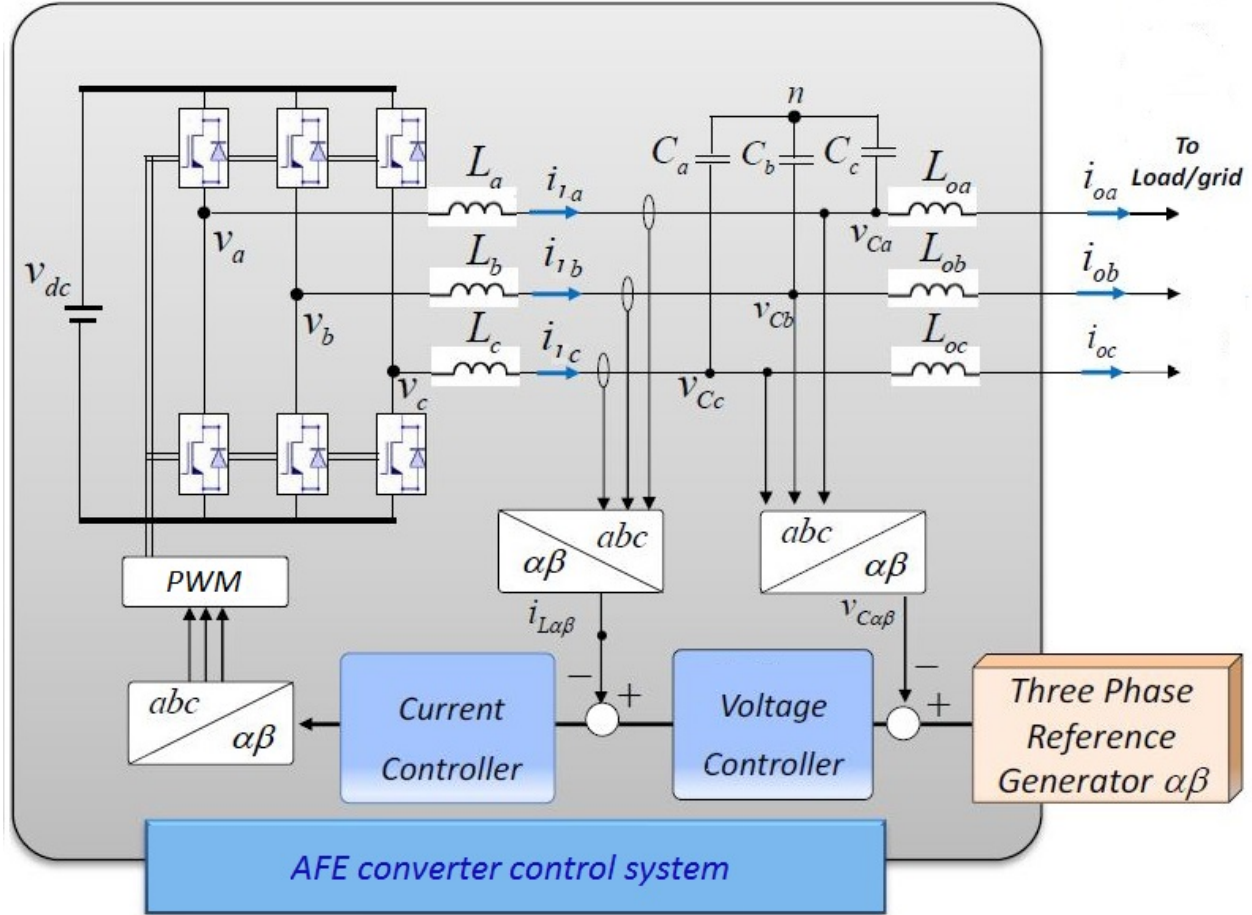 n
C_a
C_b
C_c
L_a
i_1a
L_oa
i_oa
To
Load/grid
v_a
v_Ca
L_b
i_1b
L_ob
i_ob
v_dc
v_b
v_Cb
L_c
i_1c
L_oc
i_oc
v_c
v_Cc
abc
αβ
abc
αβ
PWM
i_Lαβ
v_Cαβ
abc
αβ
Current
Controller
−
+
Voltage
Controller
−
+
Three Phase
Reference
Generator αβ
AFE converter control system